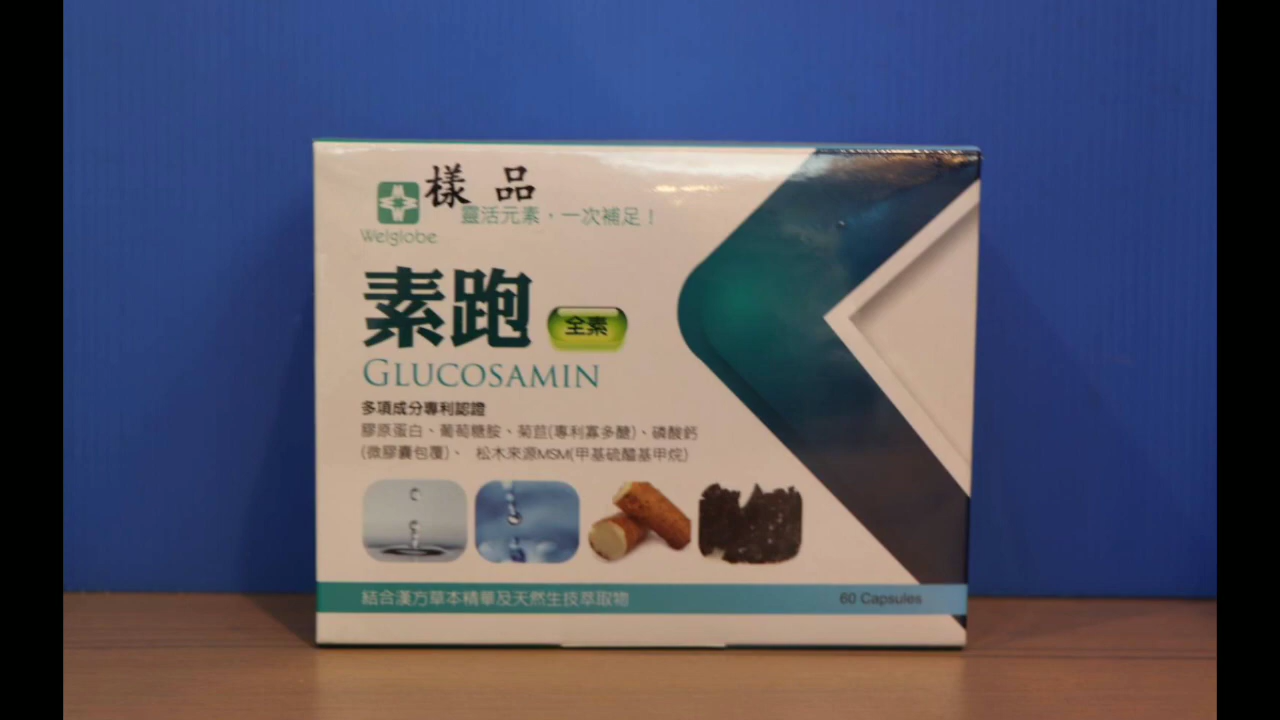 樣品
靈活元素，一次補足！
Welglobe
素跑
全素
GLUCOSAMIN
多項成分專利認證
膠原蛋白、葡萄糖胺、菊苣(專利寡多醣)、磷酸鈣
(微膠囊包覆)、 松木來源MSM(甲基硫醯基甲烷)
結合漢方草本精華及天然生技萃取物
60 Capsules